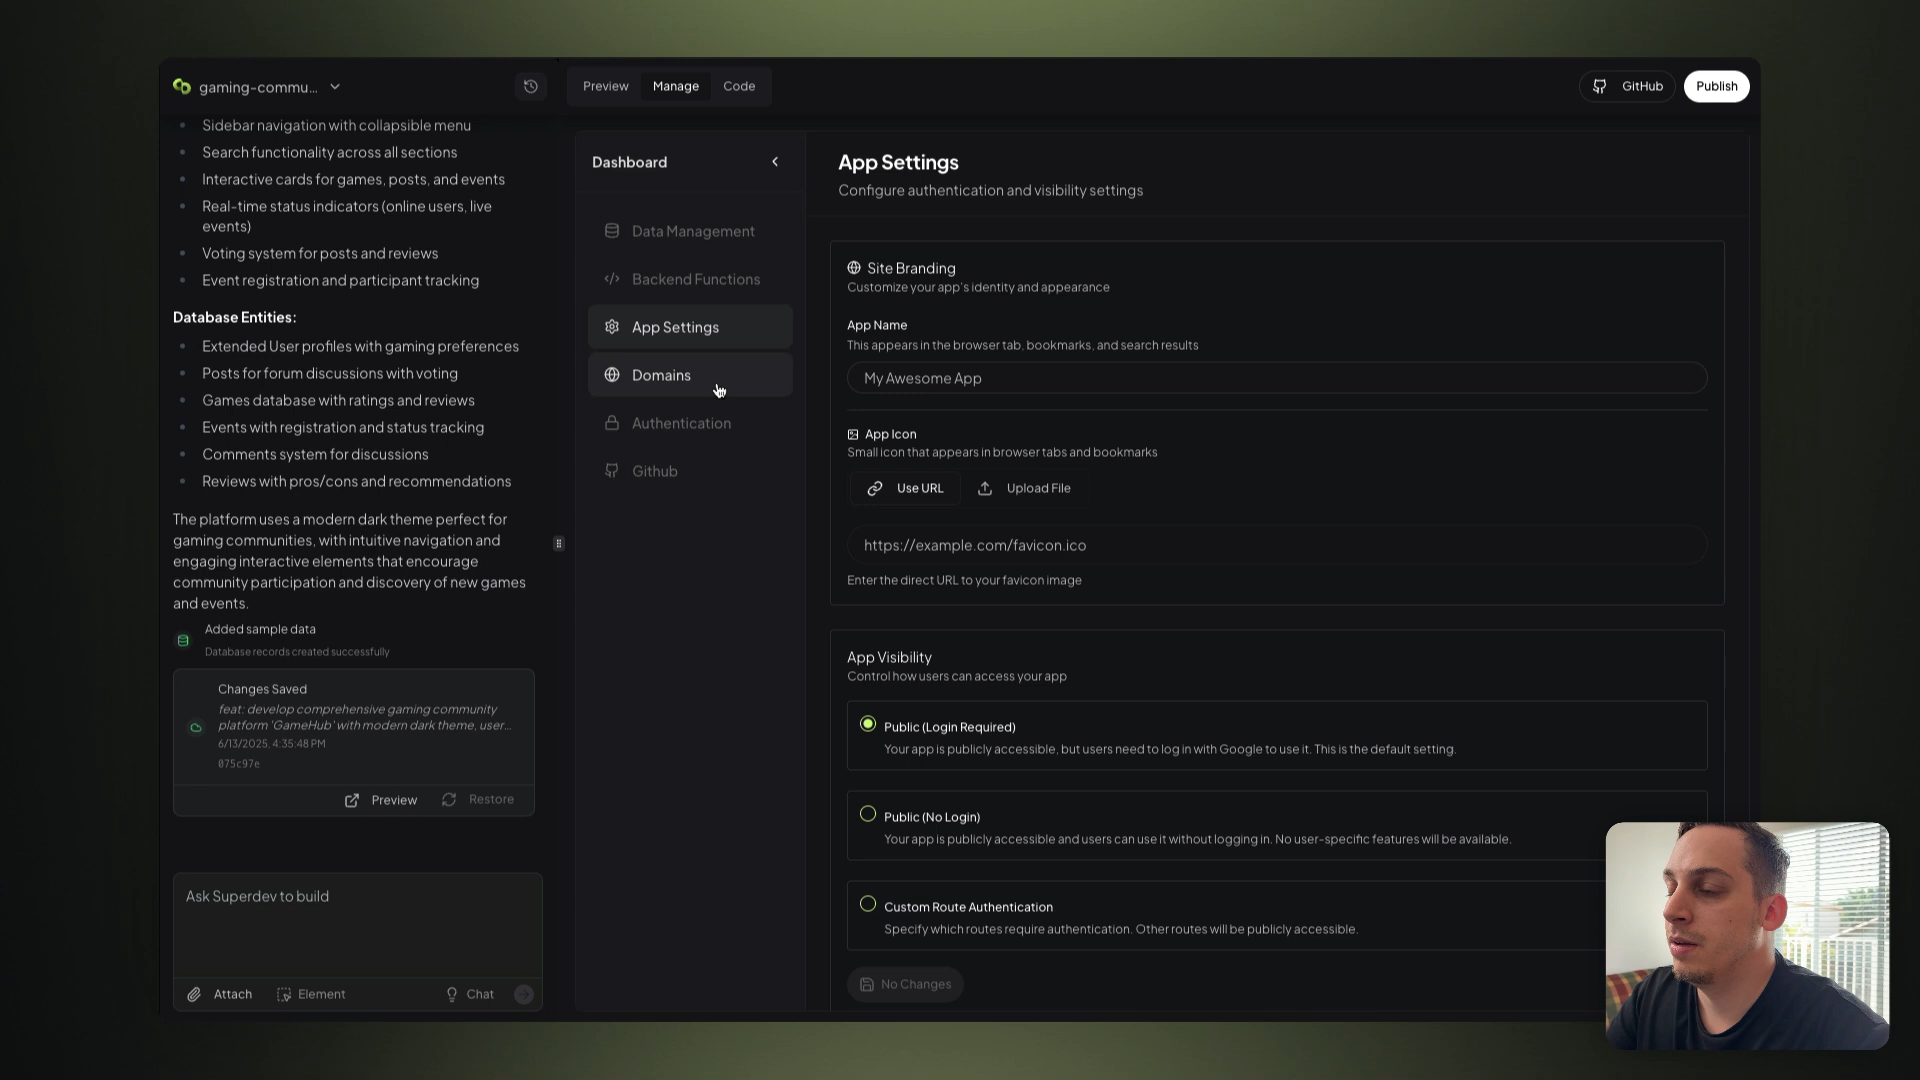 gaming-commu...
Preview
Manage
Code
GitHub
Publish
Sidebar navigation with collapsible menu
Search functionality across all sections
Interactive cards for games, posts, and events
Real-time status indicators (online users, live
events)
Voting system for posts and reviews
Event registration and participant tracking
Database Entities:
Extended User profiles with gaming preferences
Posts for forum discussions with voting
Games database with ratings and reviews
Events with registration and status tracking
Comments system for discussions
Reviews with pros/cons and recommendations
The platform uses a modern dark theme perfect for
gaming communities, with intuitive navigation and
engaging interactive elements that encourage
community participation and discovery of new games
and events.
Added sample data
Database records created successfully
Changes Saved
feat: develop comprehensive gaming community
platform 'GameHub' with modern dark theme, user...
6/13/2025, 4:35:48 PM
075c97e
Preview
Restore
Ask Superdev to build
Attach
Element
Chat
Dashboard
Data Management
Backend Functions
App Settings
Domains
Authentication
Github
App Settings
Configure authentication and visibility settings
Site Branding
Customize your app's identity and appearance
App Name
This appears in the browser tab, bookmarks, and search results
My Awesome App
App Icon
Small icon that appears in browser tabs and bookmarks
Use URL
Upload File
https://example.com/favicon.ico
Enter the direct URL to your favicon image
App Visibility
Control how users can access your app
Public (Login Required)
Your app is publicly accessible, but users need to log in with Google to use it. This is the default setting.
Public (No Login)
Your app is publicly accessible and users can use it without logging in. No user-specific features will be available.
Custom Route Authentication
Specify which routes require authentication. Other routes will be publicly accessible.
No Changes